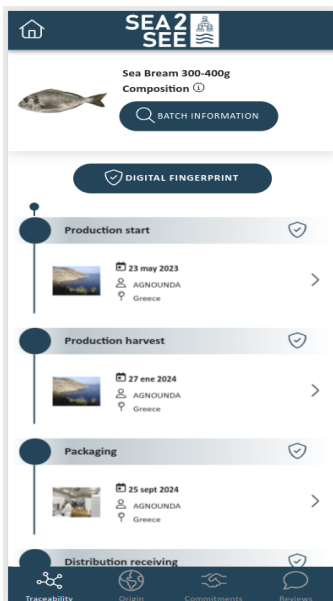 SEA2
SEE
Sea Bream 300-400g
Composition ⓘ
BATCH INFORMATION
DIGITAL FINGERPRINT
Production start
23 may 2023
AGNOUNDA
Greece
Production harvest
27 ene 2024
AGNOUNDA
Greece
Packaging
25 sept 2024
AGNOUNDA
Greece
Distribution receiving
Traceability Origin Commitments Reviews